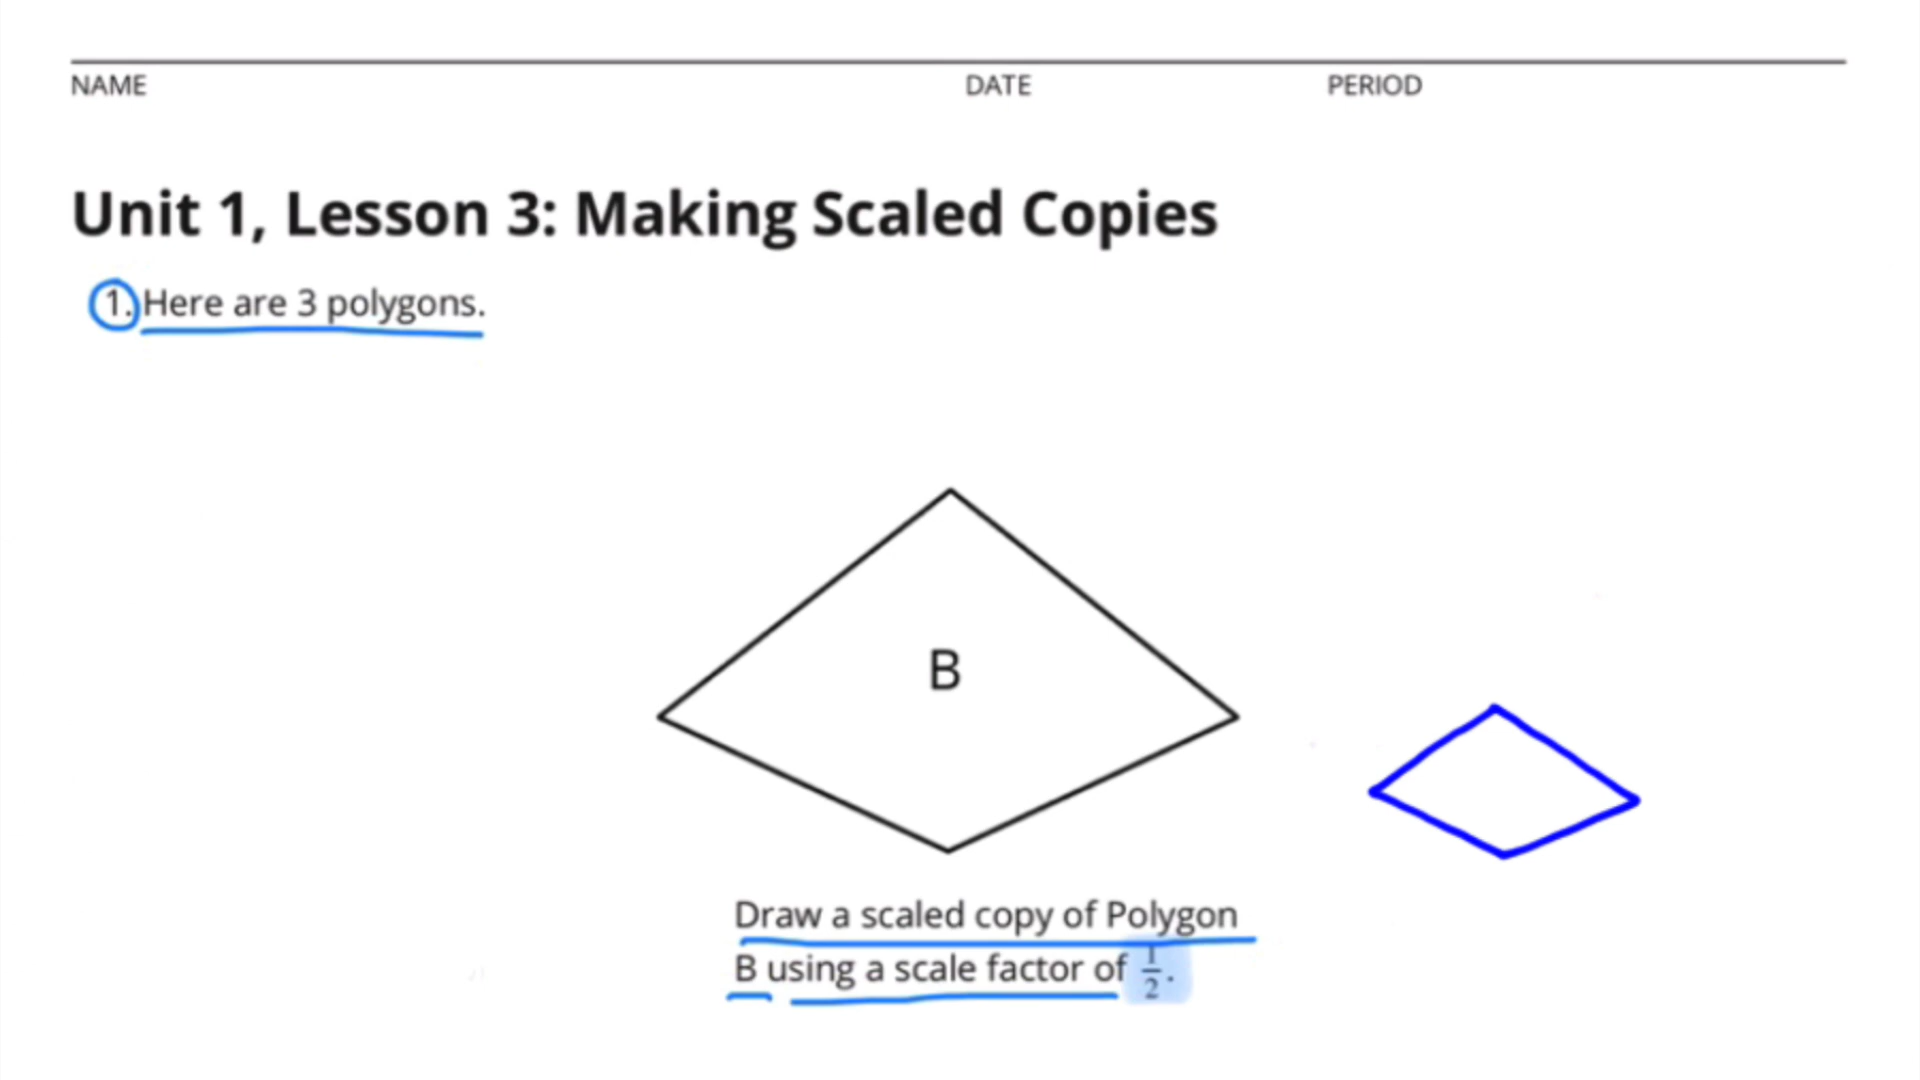 NAME DATE PERIOD
Unit 1, Lesson 3: Making Scaled Copies
1. Here are 3 polygons.
B
Draw a scaled copy of Polygon
B using a scale factor of 1/2.